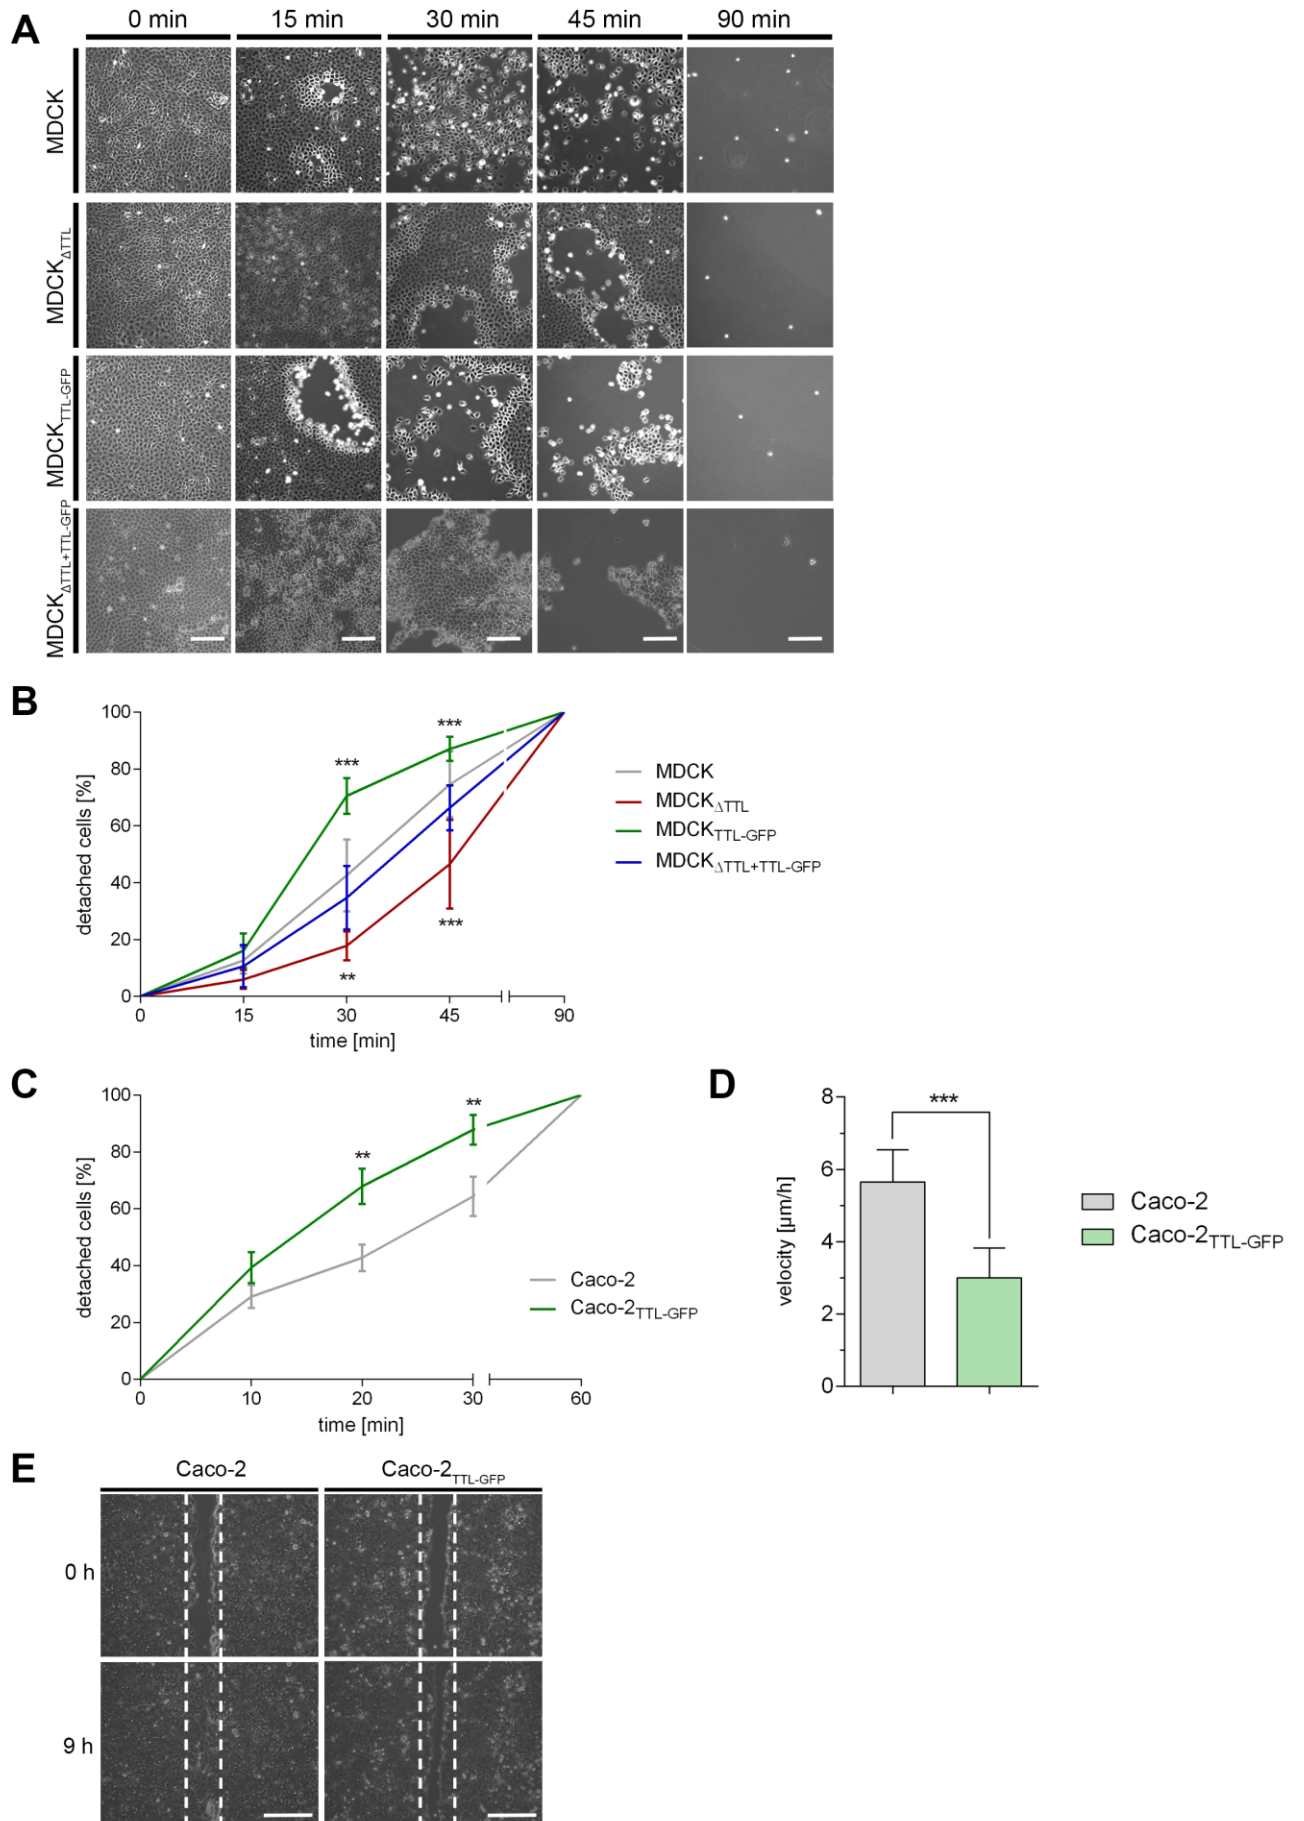 A
0 min 15 min 30 min 45 min 90 min
MDCK
MDCKΔTTL
MDCKTTL-GFP
MDCKΔTTL+TTL-GFP
B
detached cells [%]
100
80
60
40
20
0
0 15 30 45 90
time [min]
***
***
**
***
MDCK
MDCKΔTTL
MDCKTTL-GFP
MDCKΔTTL+TTL-GFP
C
detached cells [%]
100
80
60
40
20
0
0 10 20 30 60
time [min]
**
**
Caco-2
Caco-2TTL-GFP
D
velocity [µm/h]
8
6
4
2
0
***
Caco-2
Caco-2TTL-GFP
E
Caco-2 Caco-2TTL-GFP
0 h
9 h